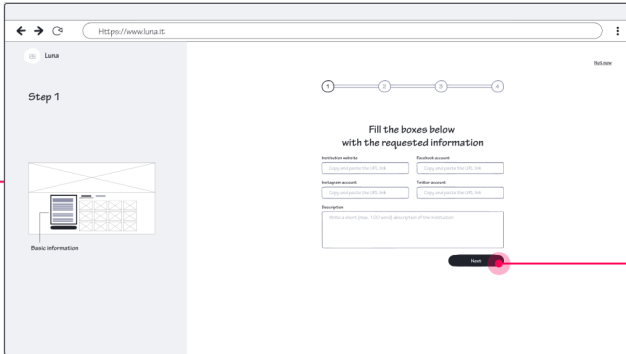 Https://www.luna.it
Luna
Not now
Step 1
1 2 3 4
Fill the boxes below
with the requested information
Institution website Facebook account
Copy and paste the URL link Copy and paste the URL link
Instagram account Twitter account
Copy and paste the URL link Copy and paste the URL link
Description
Write a short (max. 1200 word) description of the institution
Basic information
Next